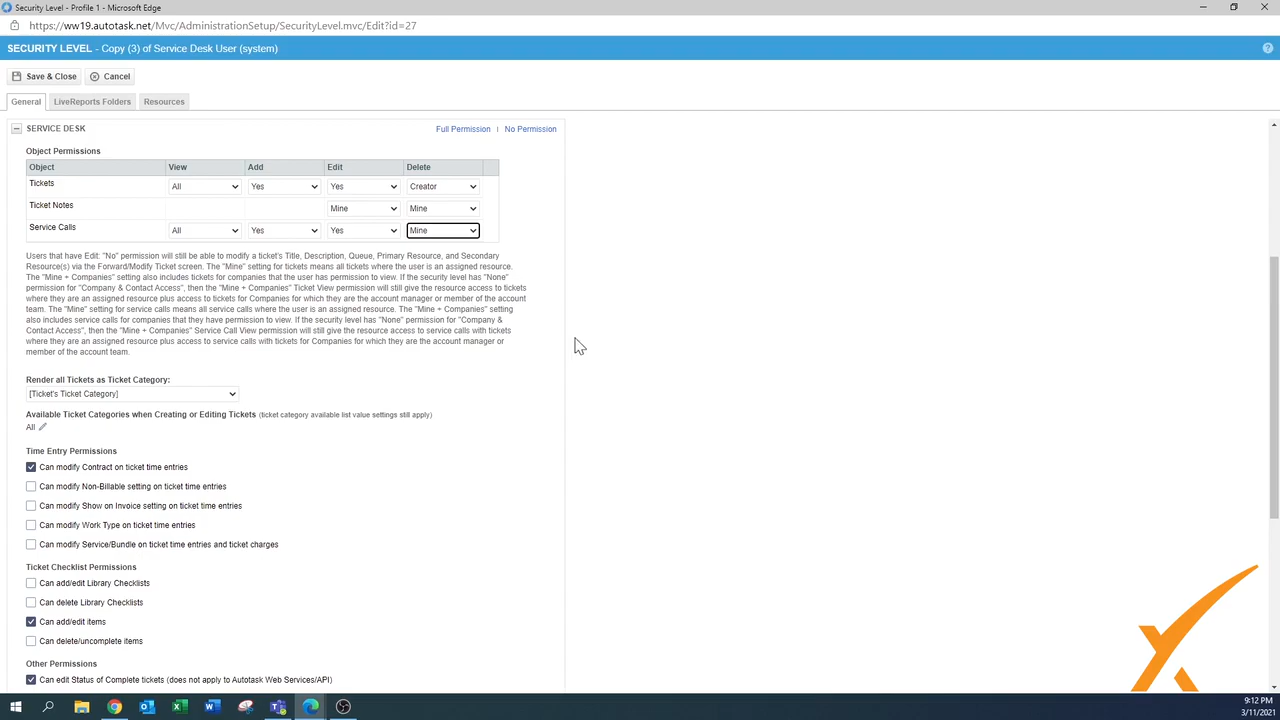 Security Level - Profile 1 - Microsoft Edge
https://ww19.autotask.net/Mvc/AdministrationSetup/SecurityLevel.mvc/Edit?id=27
SECURITY LEVEL - Copy (3) of Service Desk User (system)
Save & Close Cancel
General LiveReports Folders Resources
SERVICE DESK Full Permission | No Permission
Object Permissions
Object View Add Edit Delete
Tickets All Yes Yes Creator
Ticket Notes Mine Mine
Service Calls All Yes Yes Mine
Users that have Edit: "No" permission will still be able to modify a ticket's Title, Description, Queue, Primary Resource, and Secondary
Resource(s) via the Forward/Modify Ticket screen. The "Mine" setting for tickets means all tickets where the user is an assigned resource.
The "Mine + Companies" setting also includes tickets for companies that the user has permission to view. If the security level has "None"
permission for "Company & Contact Access", then the "Mine + Companies" Ticket View permission will still give the resource access to tickets
where they are an assigned resource plus access to tickets for Companies for which they are the account manager or member of the account
team. The "Mine" setting for service calls means all service calls where the user is an assigned resource. The "Mine + Companies" setting
also includes service calls for companies that they have permission to view. If the security level has "None" permission for "Company &
Contact Access", then the "Mine + Companies" Service Call View permission will still give the resource access to service calls with tickets
where they are an assigned resource plus access to service calls with tickets for Companies for which they are the account manager or
member of the account team.
Render all Tickets as Ticket Category:
[Ticket's Ticket Category]
Available Ticket Categories when Creating or Editing Tickets (ticket category available list value settings still apply)
All
Time Entry Permissions
Can modify Contract on ticket time entries
Can modify Non-Billable setting on ticket time entries
Can modify Show on Invoice setting on ticket time entries
Can modify Work Type on ticket time entries
Can modify Service/Bundle on ticket time entries and ticket charges
Ticket Checklist Permissions
Can add/edit Library Checklists
Can delete Library Checklists
Can add/edit items
Can delete/uncomplete items
Other Permissions
Can edit Status of Complete tickets (does not apply to Autotask Web Services/API)
9:12 PM
3/11/2021